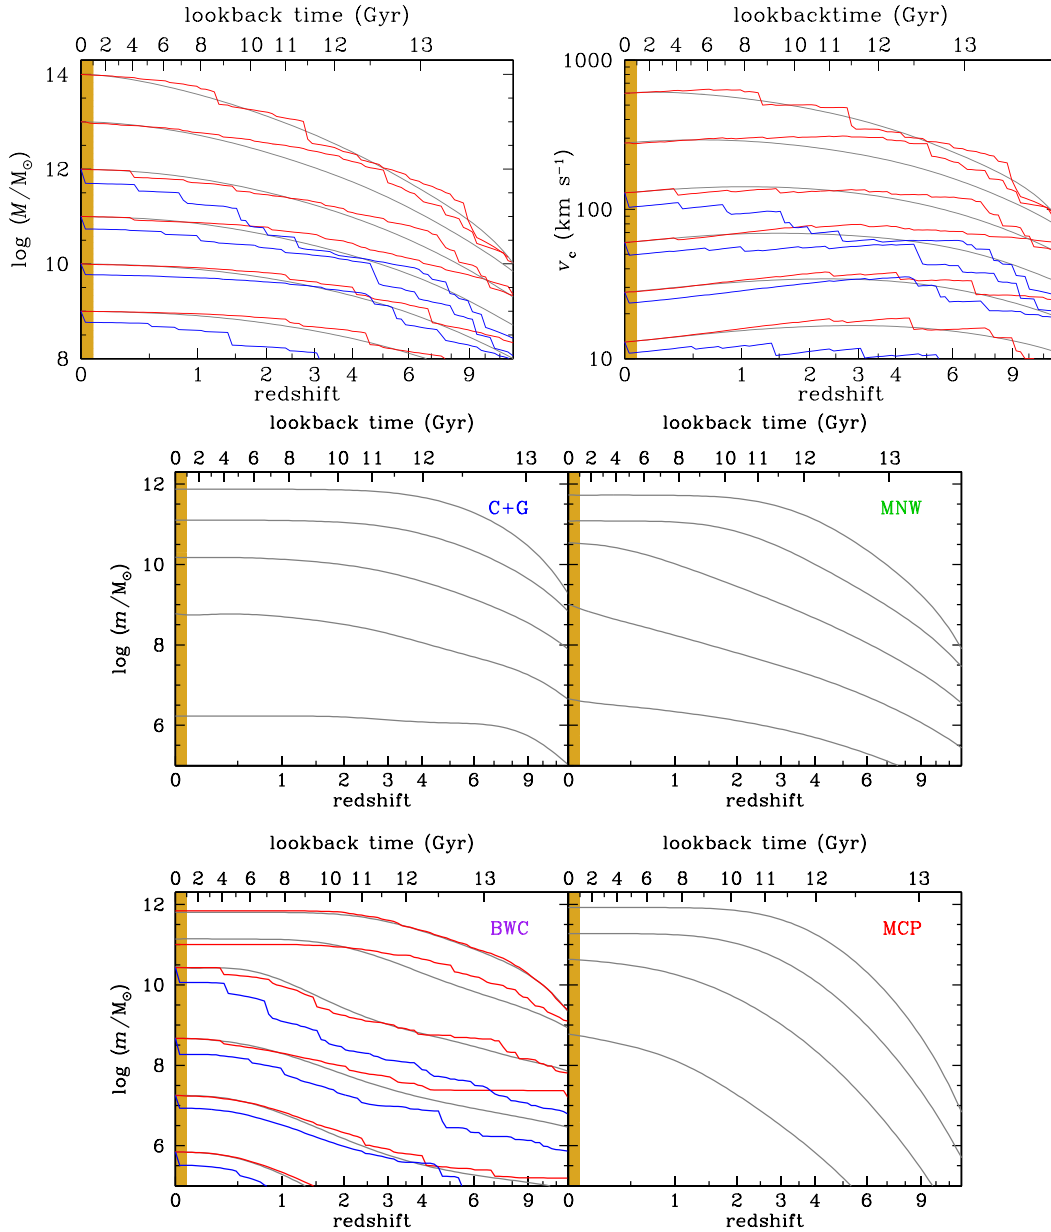 lookback time (Gyr) lookbacktime (Gyr)
0 2 4 6 8 10 11 12 13 0 2 4 6 8 10 11 12 13
14 12 10 8 log (M/M☉)
1000 100 10 v_c (km s⁻¹)
0 1 2 3 4 6 9 0 1 2 3 4 6 9
redshift redshift
lookback time (Gyr) lookback time (Gyr)
0 2 4 6 8 10 11 12 13 0 2 4 6 8 10 11 12 13
12 10 8 6 log (m/M☉)
C+G MNW
0 1 2 3 4 6 9 0 1 2 3 4 6 9
redshift redshift
lookback time (Gyr) lookback time (Gyr)
0 2 4 6 8 10 11 12 13 0 2 4 6 8 10 11 12 13
12 10 8 6 log (m/M☉)
BWC MCP
0 1 2 3 4 6 9 0 1 2 3 4 6 9
redshift redshift